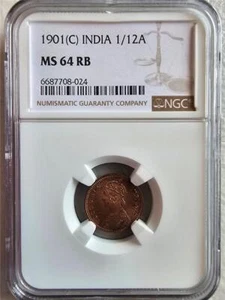 1901(C) INDIA 1/12A
MS 64 RB
6687708-024
NUMISMATIC GUARANTY COMPANY
NGC